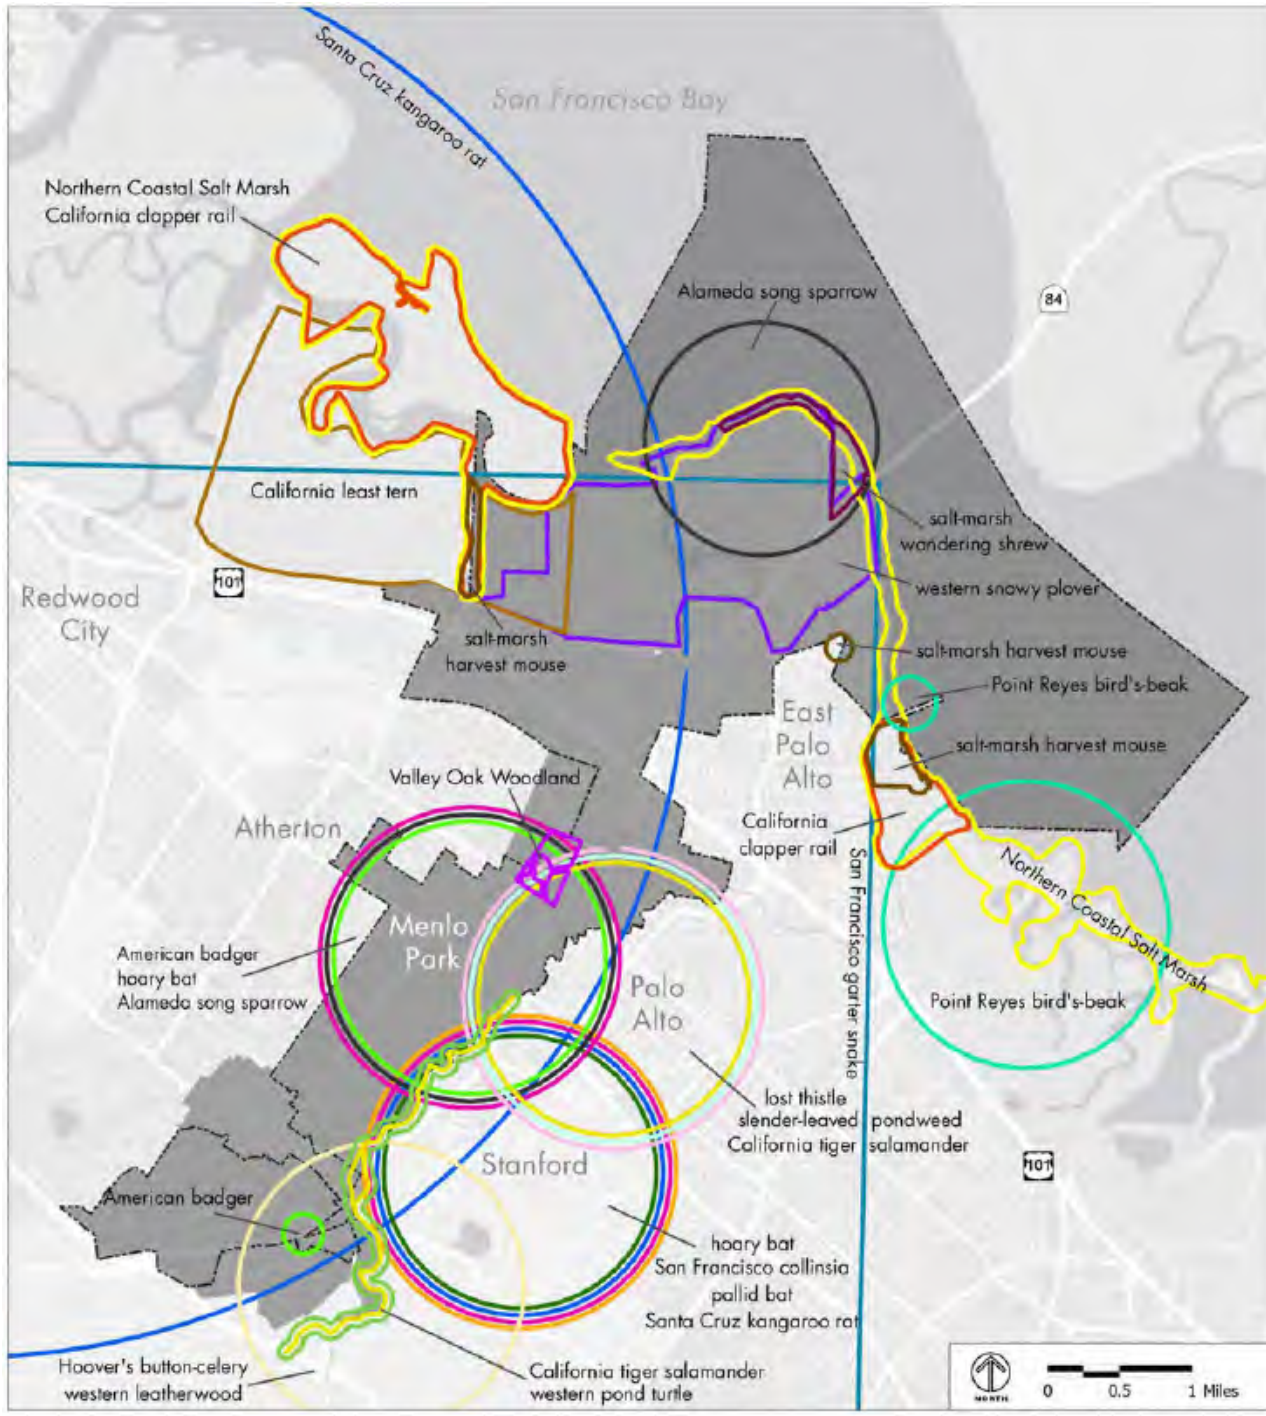 Santa Cruz kangaroo rat
San Francisco Bay
Northern Coastal Salt Marsh
California clapper rail
Alameda song sparrow
84
California least tern
salt-marsh
wandering shrew
101
Redwood
City
western snowy plover
salt-marsh
harvest mouse
salt-marsh harvest mouse
Point Reyes bird's-beak
East
Palo
Alto
salt-marsh harvest mouse
Valley Oak Woodland
Atherton
California
clapper rail
San Francisco garter snake
Northern Coastal Salt Marsh
Menlo
Park
American badger
hoary bat
Alameda song sparrow
Palo
Alto
Point Reyes bird's-beak
lost thistle
slender-leaved pondweed
California tiger salamander
Stanford
101
American badger
hoary bat
San Francisco collinsia
pallid bat
Santa Cruz kangaroo rat
Hoover's button-celery
western leatherwood
California tiger salamander
western pond turtle
NORTH
0 0.5 1 Miles